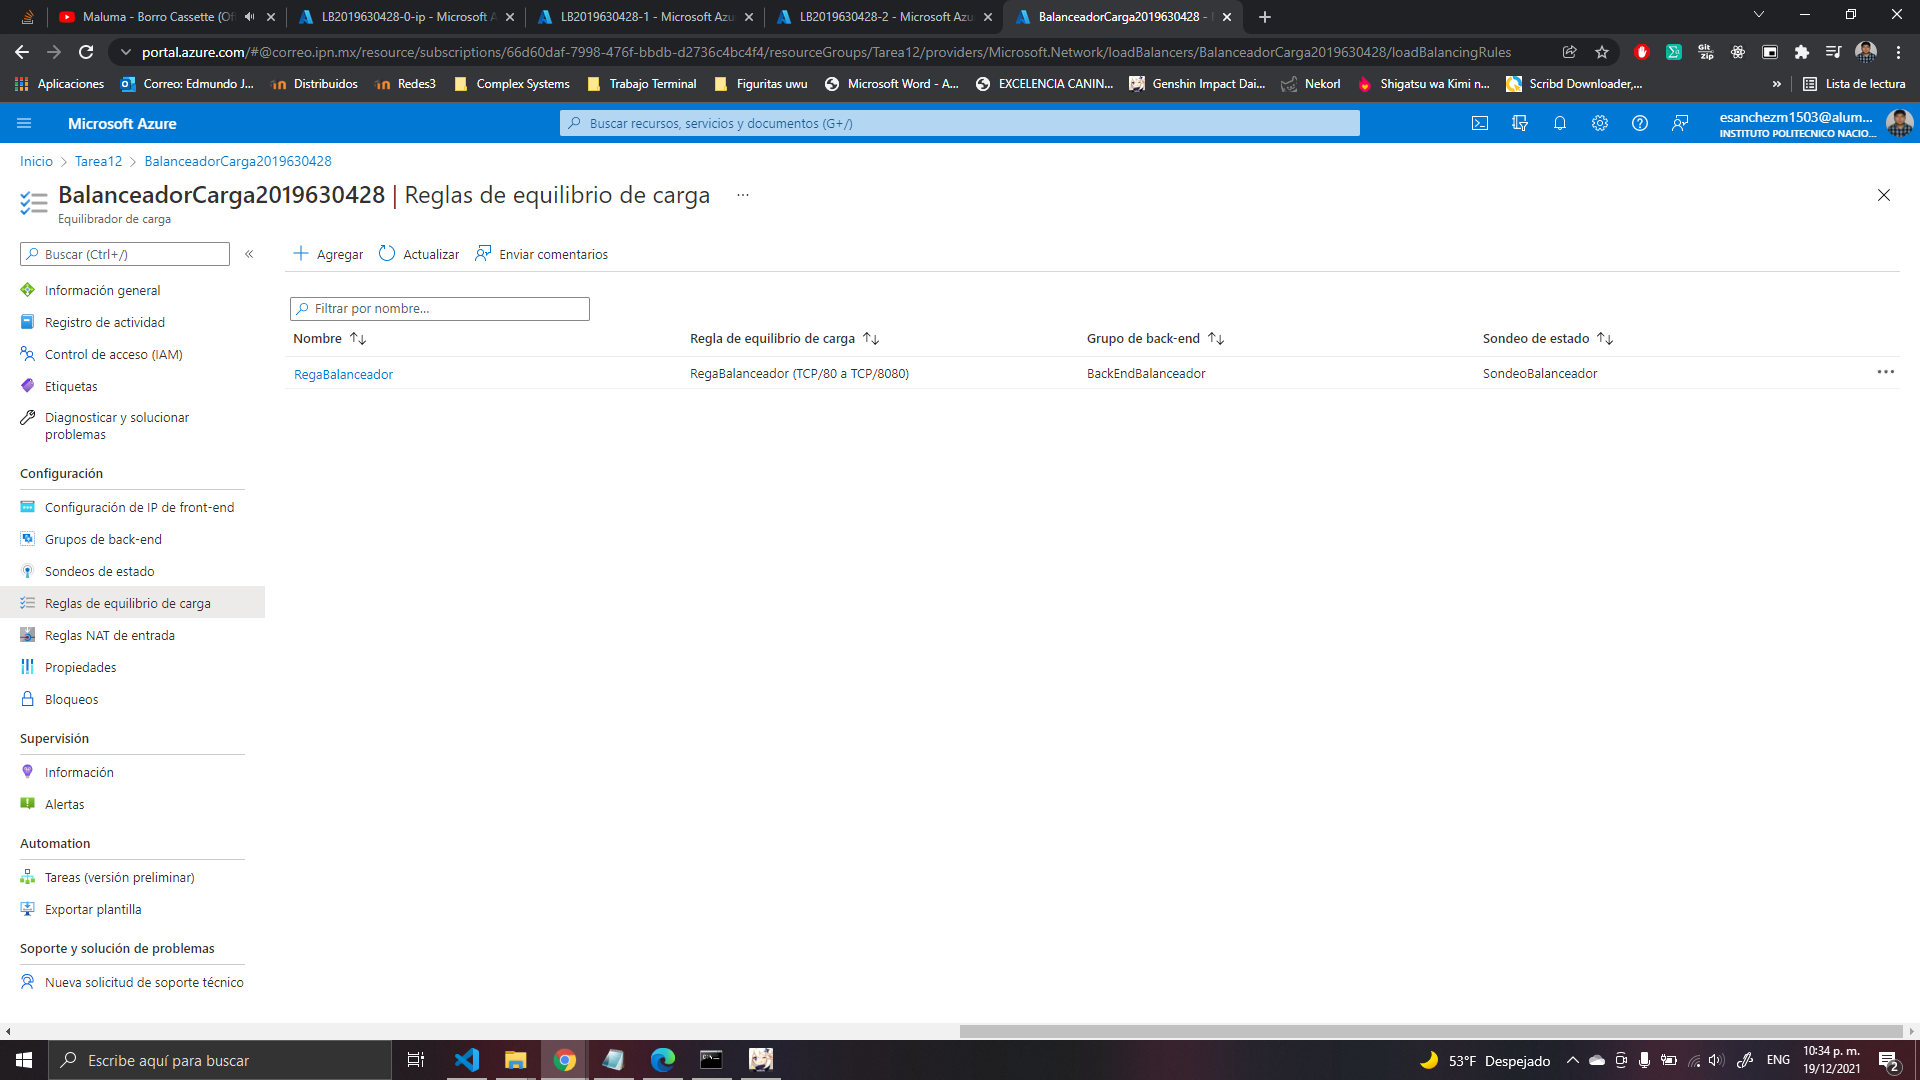 Maluma - Borro Cassette (Of
LB2019630428-0-ip - Microsoft A
LB2019630428-1 - Microsoft Azu
LB2019630428-2 - Microsoft Azu
BalanceadorCarga2019630428 -
portal.azure.com/#@correo.ipn.mx/resource/subscriptions/66d60daf-7998-476f-bbdb-d2736c4bc4f4/resourceGroups/Tarea12/providers/Microsoft.Network/loadBalancers/BalanceadorCarga2019630428/loadBalancingRules
Aplicaciones
Correo: Edmundo J...
Distribuidos
Redes3
Complex Systems
Trabajo Terminal
Figuritas uwu
Microsoft Word - A...
EXCELENCIA CANIN...
Genshin Impact Dai...
Nekorl
Shigatsu wa Kimi n...
Scribd Downloader,...
»
Lista de lectura
Microsoft Azure
Buscar recursos, servicios y documentos (G+/)
esanchezm1503@alum...
INSTITUTO POLITECNICO NACIO...
Inicio > Tarea12 > BalanceadorCarga2019630428
BalanceadorCarga2019630428 | Reglas de equilibrio de carga ...
Equilibrador de carga
Buscar (Ctrl+/)
«
Agregar
Actualizar
Enviar comentarios
Información general
Registro de actividad
Control de acceso (IAM)
Etiquetas
Diagnosticar y solucionar
problemas
Configuración
Configuración de IP de front-end
Grupos de back-end
Sondeos de estado
Reglas de equilibrio de carga
Reglas NAT de entrada
Propiedades
Bloqueos
Supervisión
Información
Alertas
Automation
Tareas (versión preliminar)
Exportar plantilla
Soporte y solución de problemas
Nueva solicitud de soporte técnico
Filtrar por nombre...
Nombre
Regla de equilibrio de carga
Grupo de back-end
Sondeo de estado
RegaBalanceador
RegaBalanceador (TCP/80 a TCP/8080)
BackEndBalanceador
SondeoBalanceador
Escribe aquí para buscar
53°F Despejado
ENG
10:34 p. m.
19/12/2021
2